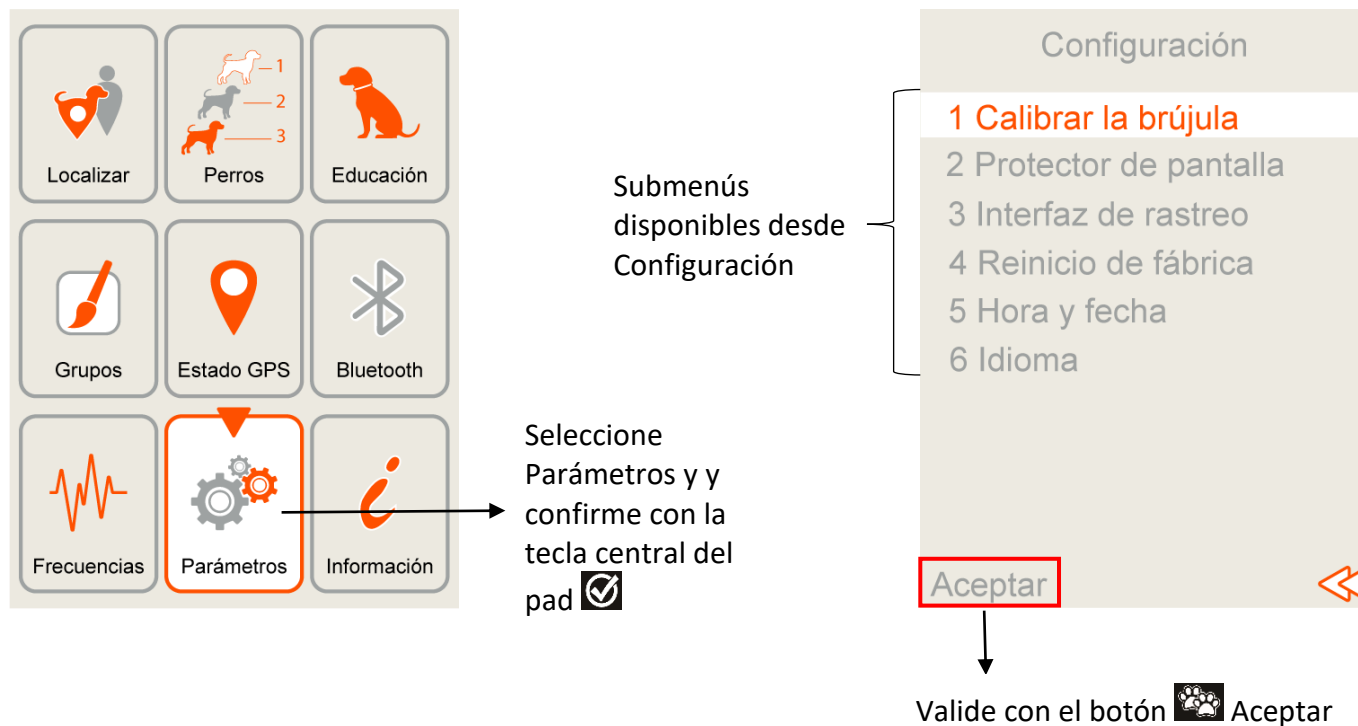 1
2
3
Localizar
Perros
Educación
Grupos
Estado GPS
Bluetooth
Frecuencias
Parámetros
Información
Seleccione
Parámetros y y
confirme con la
tecla central del
pad
Submenús
disponibles desde
Configuración
Configuración
1 Calibrar la brújula
2 Protector de pantalla
3 Interfaz de rastreo
4 Reinicio de fábrica
5 Hora y fecha
6 Idioma
Aceptar
Valide con el botón Aceptar